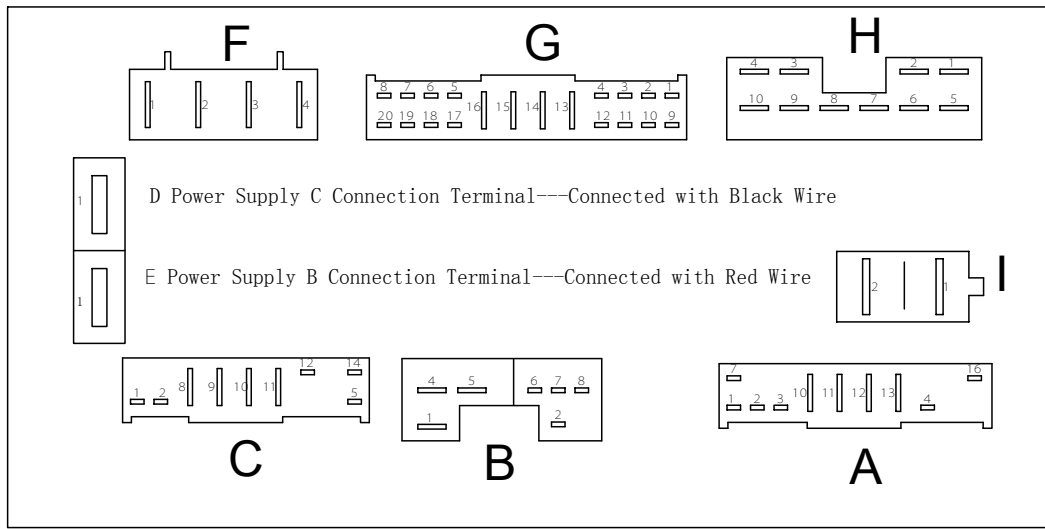 F
G
H
1 2 3 4
8 7 6 5 16 15 14 13 4 3 2 1
20 19 18 17 12 11 10 9
4 3 2 1
10 9 8 7 6 5
1
D Power Supply C Connection Terminal---Connected with Black Wire
1
E Power Supply B Connection Terminal---Connected with Red Wire
2 1
I
12 14
1 2 8 9 10 11 5
4 5 6 7 8
1 2
7 16
1 2 3 10 11 12 13 4
C
B
A